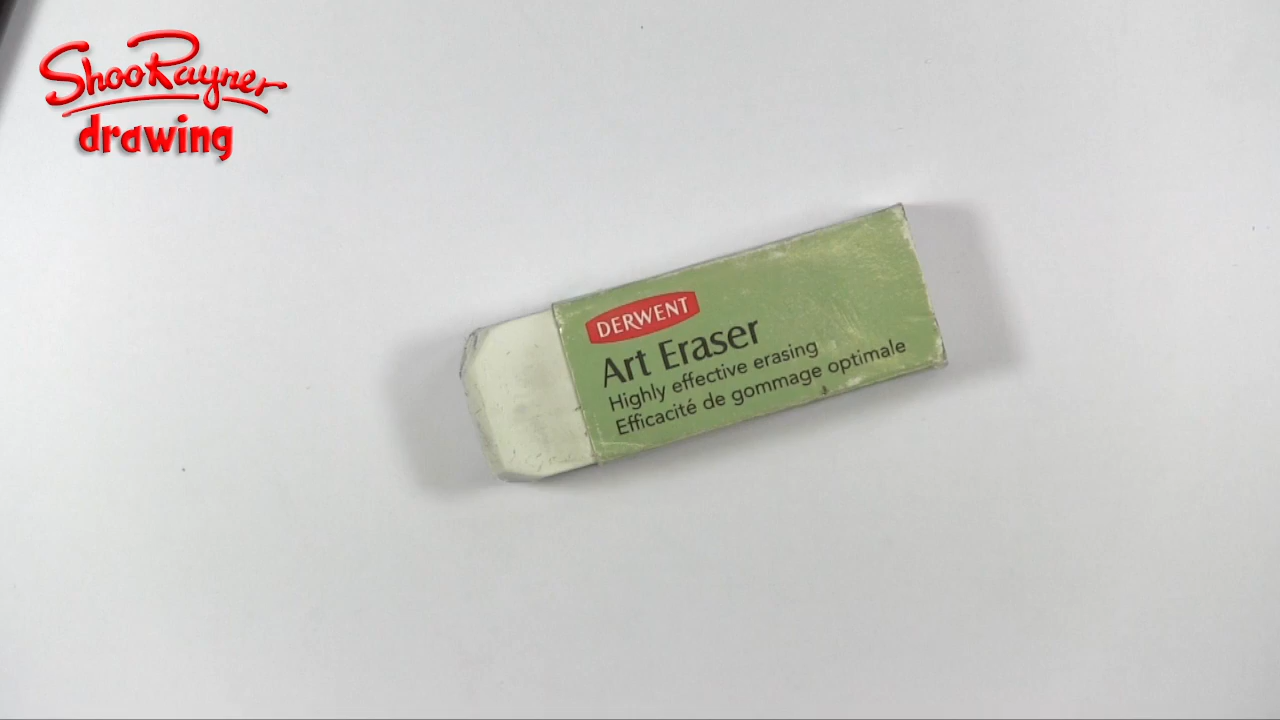 ShooRayner
drawing
DERWENT
Art Eraser
Highly effective erasing
Efficacité de gommage optimale